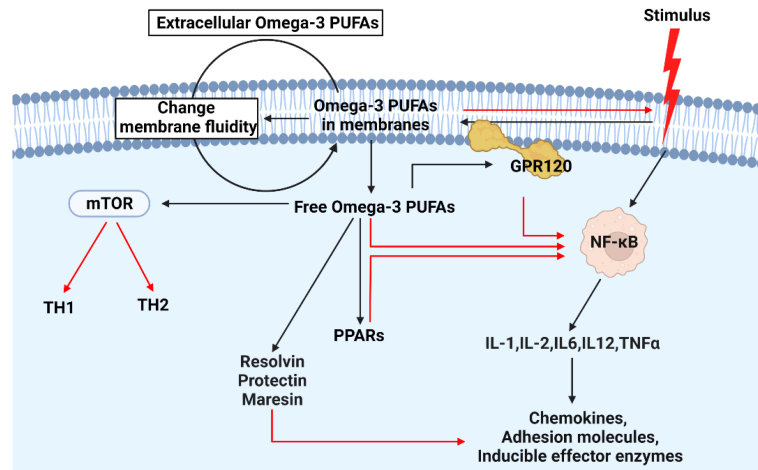 Extracellular Omega-3 PUFAs
Stimulus
Change
membrane fluidity
Omega-3 PUFAs
in membranes
GPR120
mTOR
Free Omega-3 PUFAs
NF-κB
TH1
TH2
PPARs
IL-1,IL-2,IL6,IL12,TNFα
Resolvin
Protectin
Maresin
Chemokines,
Adhesion molecules,
Inducible effector enzymes